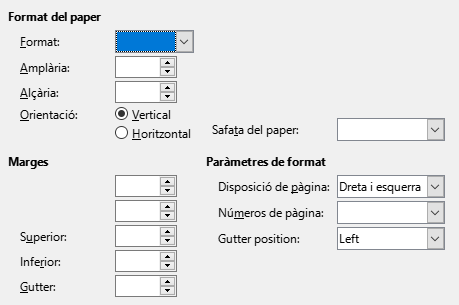 Format del paper
Format:
Amplària:
Alçària:
Orientació: Vertical
Horitzontal
Safata del paper:
Marges
Paràmetres de format
Disposició de pàgina: Dreta i esquerra
Números de pàgina:
Superior:
Gutter position: Left
Inferior:
Gutter: